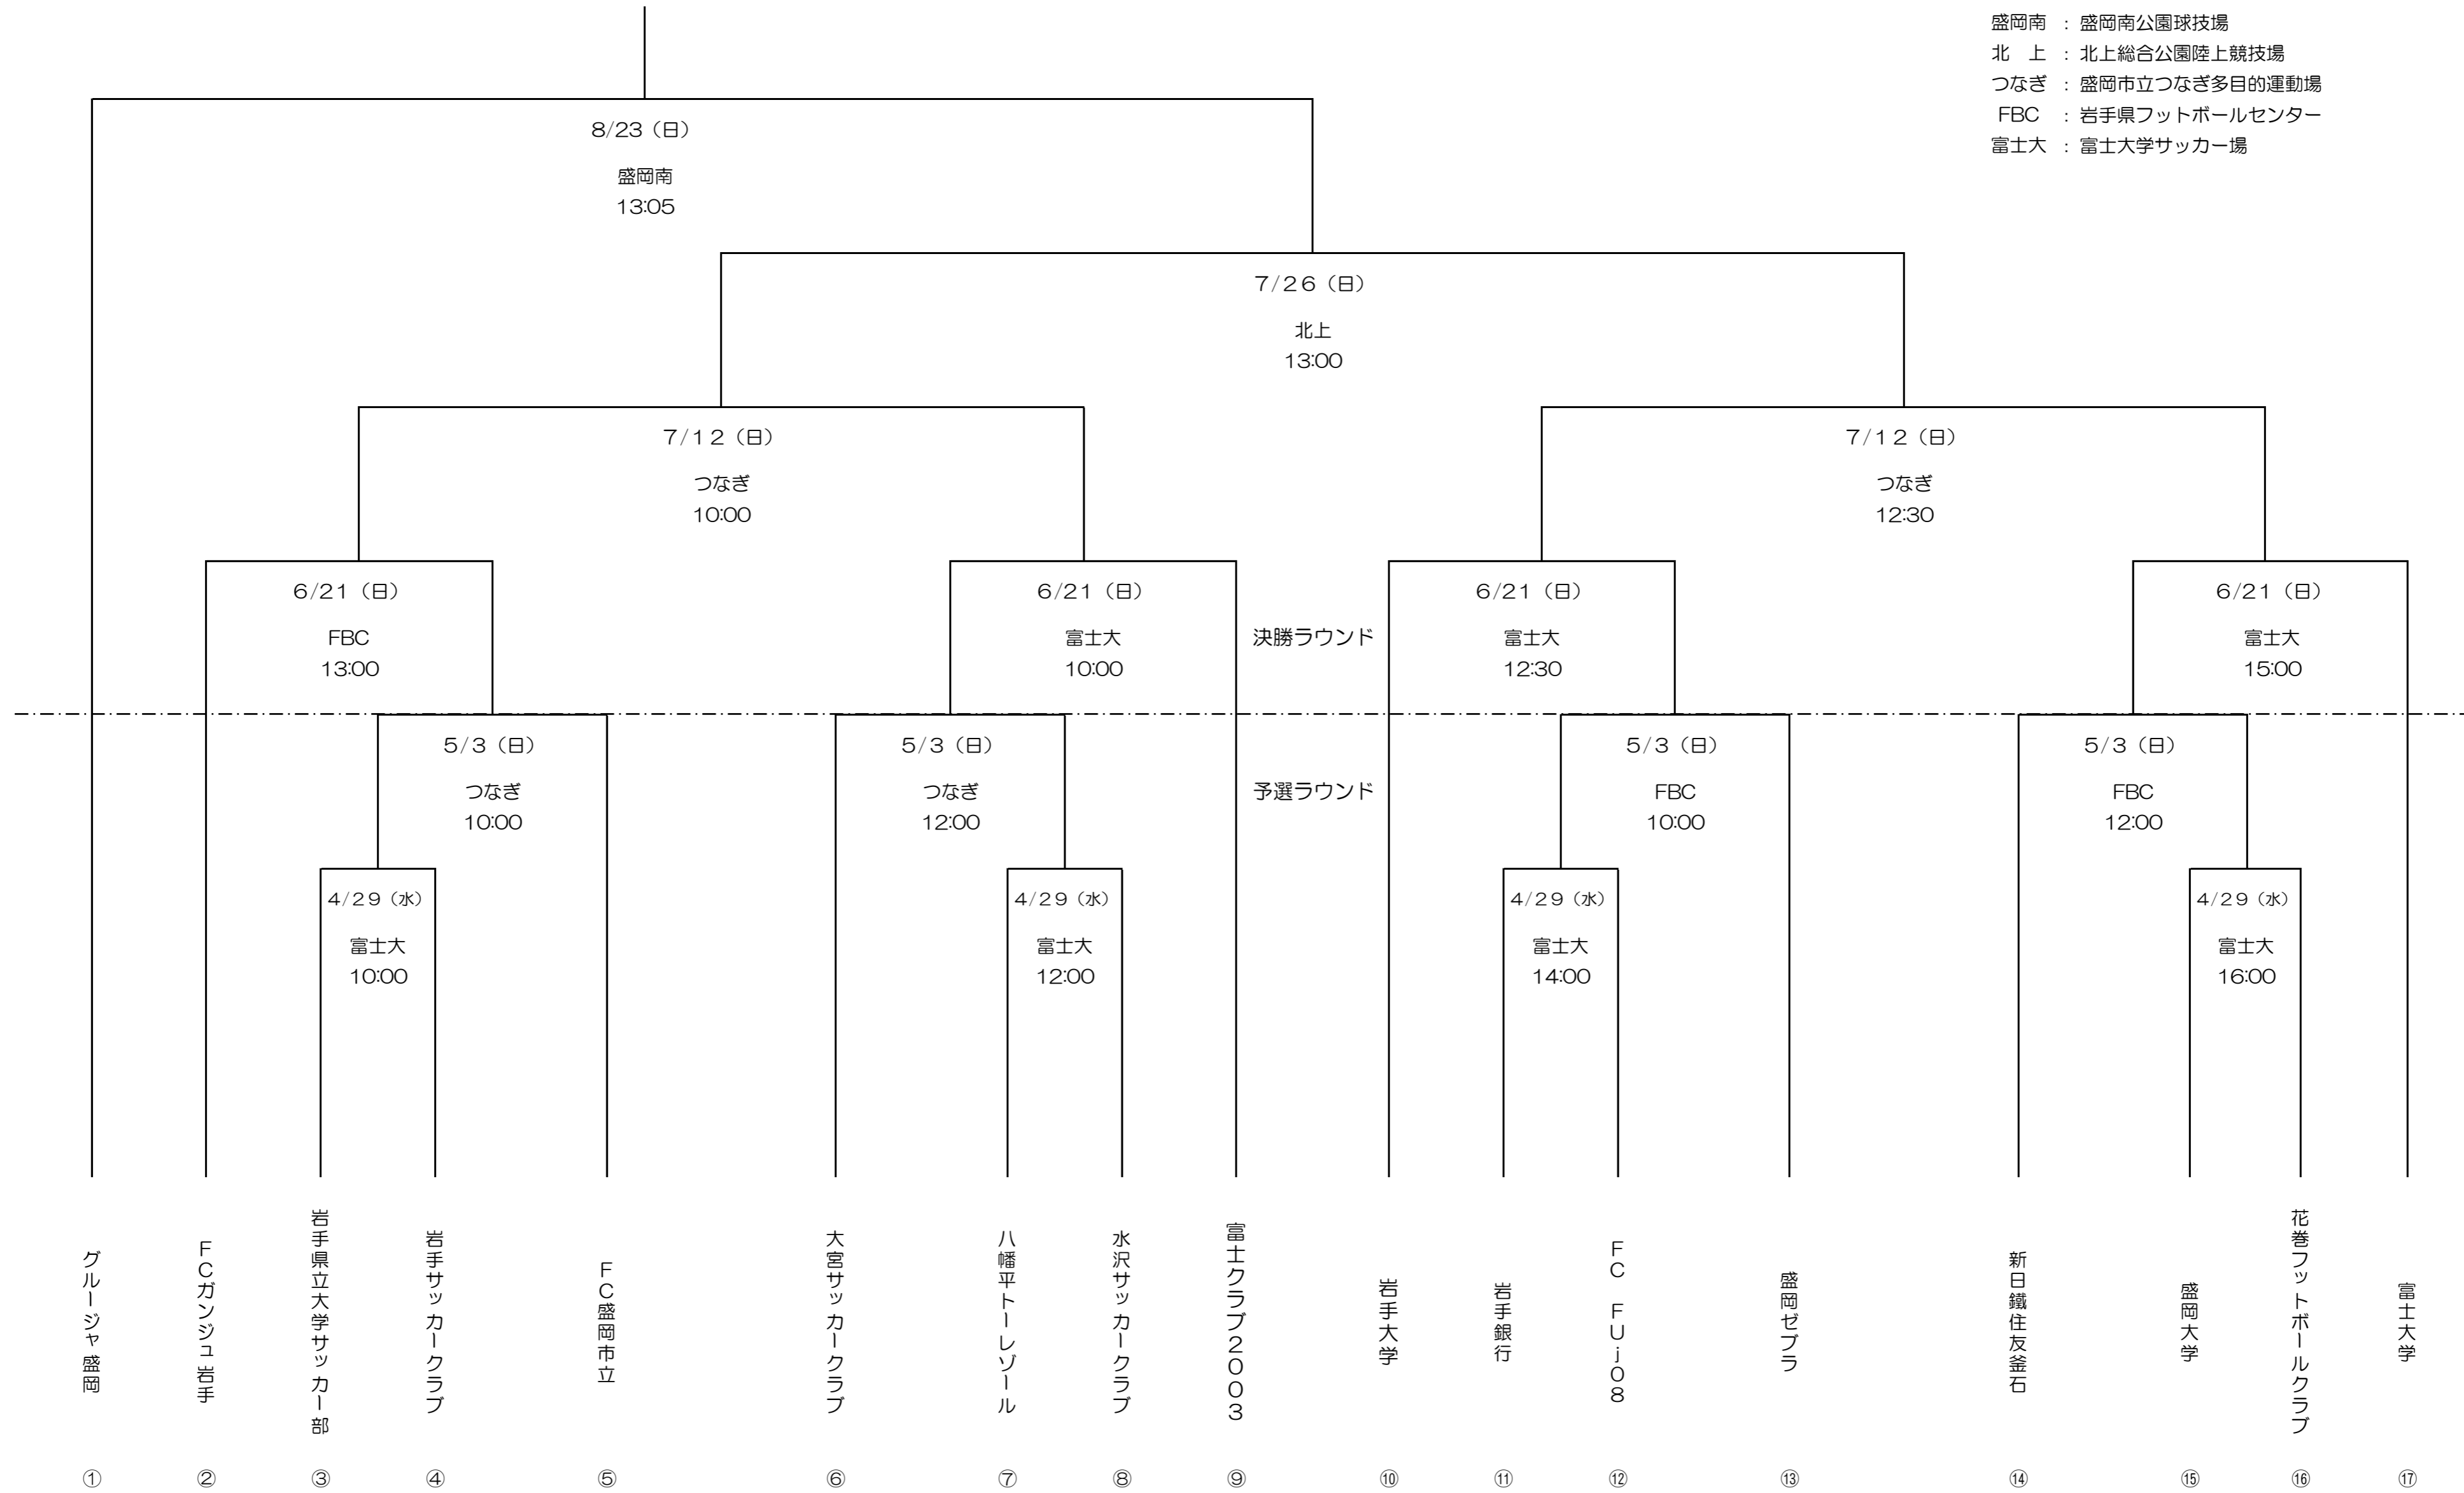 盛岡南 : 盛岡南公園球技場
北　上 : 北上総合公園陸上競技場
つなぎ : 盛岡市立つなぎ多目的運動場
FBC : 岩手県フットボールセンター
富士大 : 富士大学サッカー場
8/23（日）
盛岡南
13:05
7/26（日）
北上
13:00
7/12（日）
つなぎ
10:00
7/12（日）
つなぎ
12:30
6/21（日）
FBC
13:00
6/21（日）
富士大
10:00
決勝ラウンド
6/21（日）
富士大
12:30
6/21（日）
富士大
15:00
5/3（日）
つなぎ
10:00
5/3（日）
つなぎ
12:00
予選ラウンド
5/3（日）
FBC
10:00
5/3（日）
FBC
12:00
4/29（水）
富士大
10:00
4/29（水）
富士大
12:00
4/29（水）
富士大
14:00
4/29（水）
富士大
16:00
グルージャ盛岡
①
FCガンジュ岩手
②
岩手県立大学サッカー部
③
岩手サッカークラブ
④
FC盛岡市立
⑤
大宮サッカークラブ
⑥
八幡平トーレゾール
⑦
水沢サッカークラブ
⑧
富士クラブ2003
⑨
岩手大学
⑩
岩手銀行
⑪
FC　FUj08
⑫
盛岡ゼブラ
⑬
新日鐵住友釜石
⑭
盛岡大学
⑮
花巻フットボールクラブ
⑯
富士大学
⑰